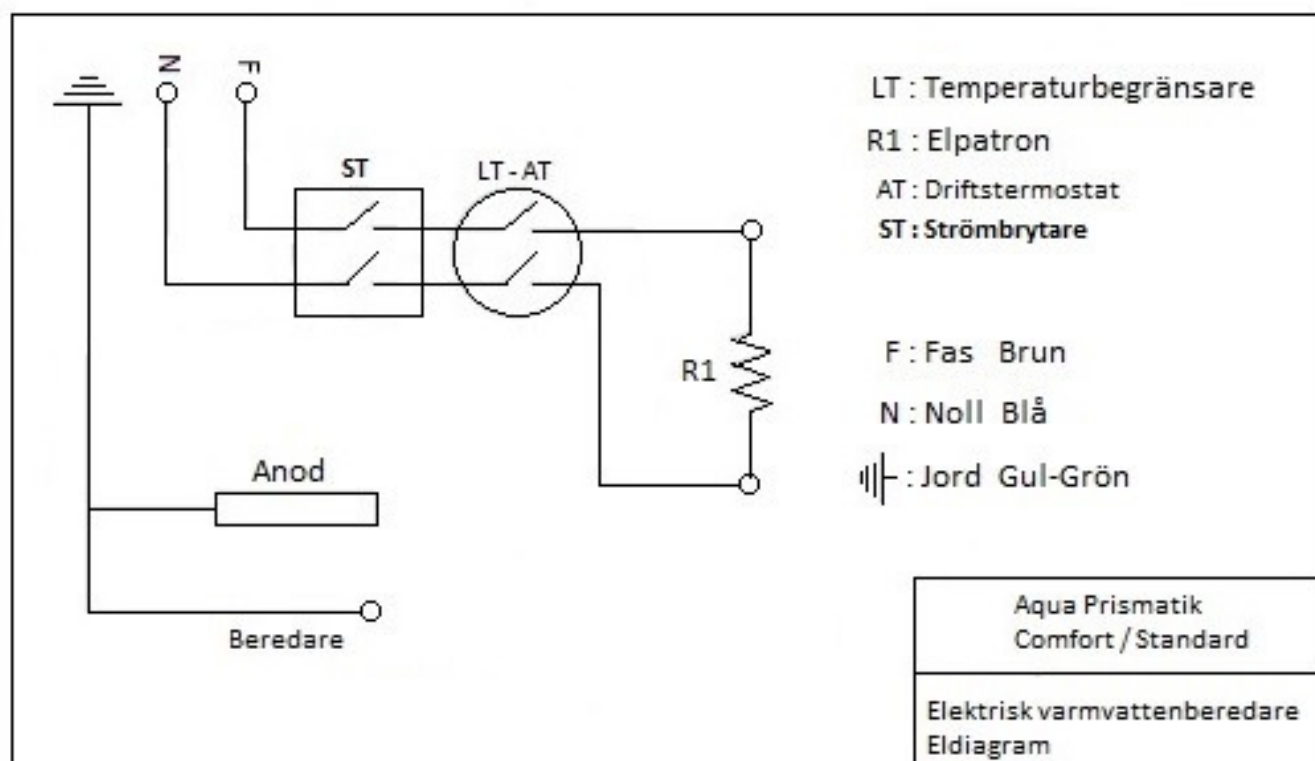 N
F
ST
LT - AT
R1
Anod
Beredare
LT : Temperaturbegränsare
R1 : Elpatron
AT : Driftstermostat
ST : Strömbrytare
F : Fas Brun
N : Noll Blå
: Jord Gul-Grön
Aqua Prismatik
Comfort / Standard
Elektrisk varmvattenberedare
Eldiagram